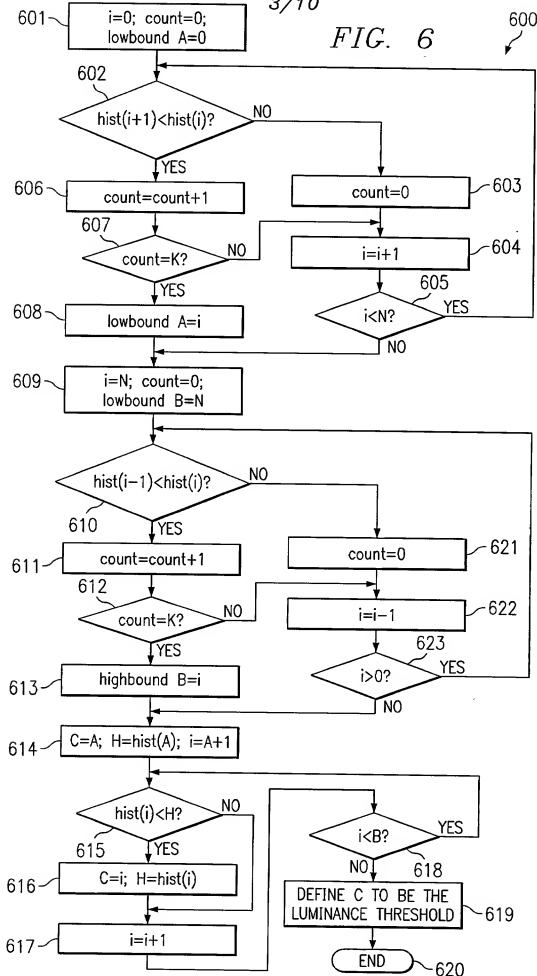 3/10
FIG. 6
600
601
i=0; count=0;
lowbound A=0
602
hist(i+1)<hist(i)?
NO
YES
606
count=count+1
count=0
603
607
count=K?
NO
i=i+1
604
YES
605
608
lowbound A=i
i<N?
YES
NO
609
i=N; count=0;
lowbound B=N
hist(i-1)<hist(i)?
NO
610
YES
611
count=count+1
count=0
621
612
count=K?
NO
i=i-1
622
YES
623
613
highbound B=i
i>0?
YES
NO
614
C=A; H=hist(A); i=A+1
hist(i)<H?
NO
615
YES
i<B?
YES
618
NO
616
C=i; H=hist(i)
DEFINE C TO BE THE
LUMINANCE THRESHOLD
619
617
i=i+1
END
620